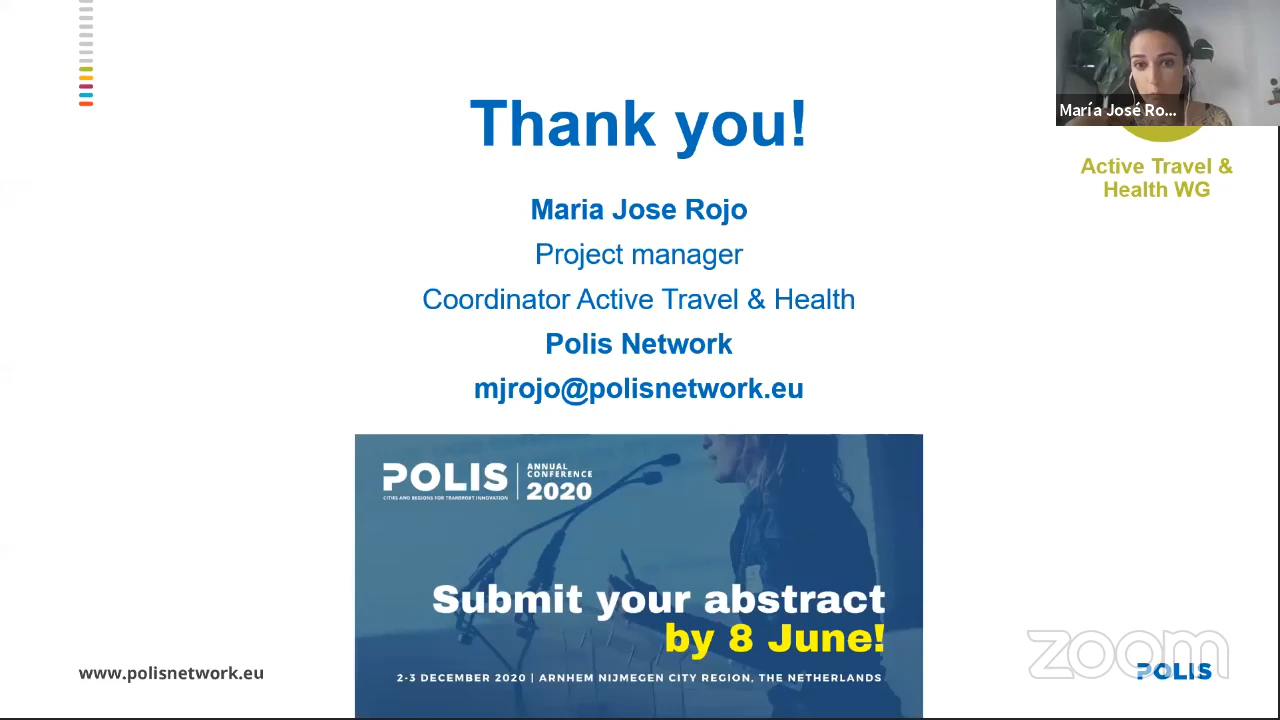 María José Ro...
Thank you!
Active Travel &
Health WG
Maria Jose Rojo
Project manager
Coordinator Active Travel & Health
Polis Network
mjrojo@polisnetwork.eu
POLIS
CITIES AND REGIONS FOR TRANSPORT INNOVATION
ANNUAL
CONFERENCE
2020
Submit your abstract
by 8 June!
2-3 DECEMBER 2020 | ARNHEM NIJMEGEN CITY REGION, THE NETHERLANDS
www.polisnetwork.eu
zoom
POLIS